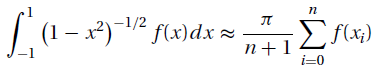 ∫_{-1}^{1} (1 − x²)^{−1/2} f(x) dx ≈ π/(n + 1) ∑_{i=0}^{n} f(x_i)